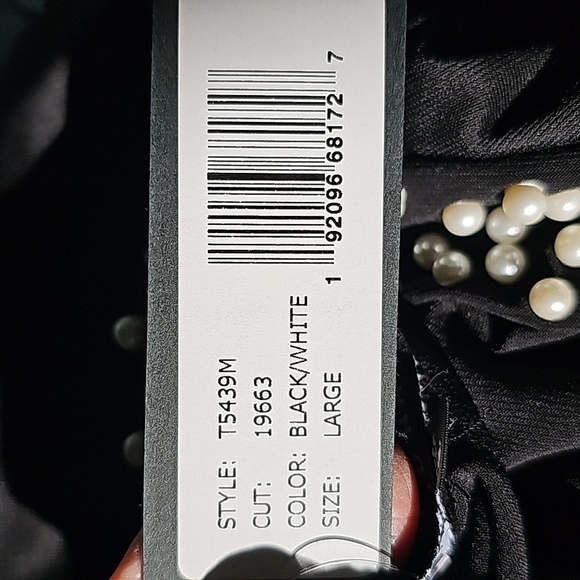 1 92096 68172 7
STYLE: T5439M
CUT: 19663
COLOR: BLACK/WHITE
SIZE: LARGE